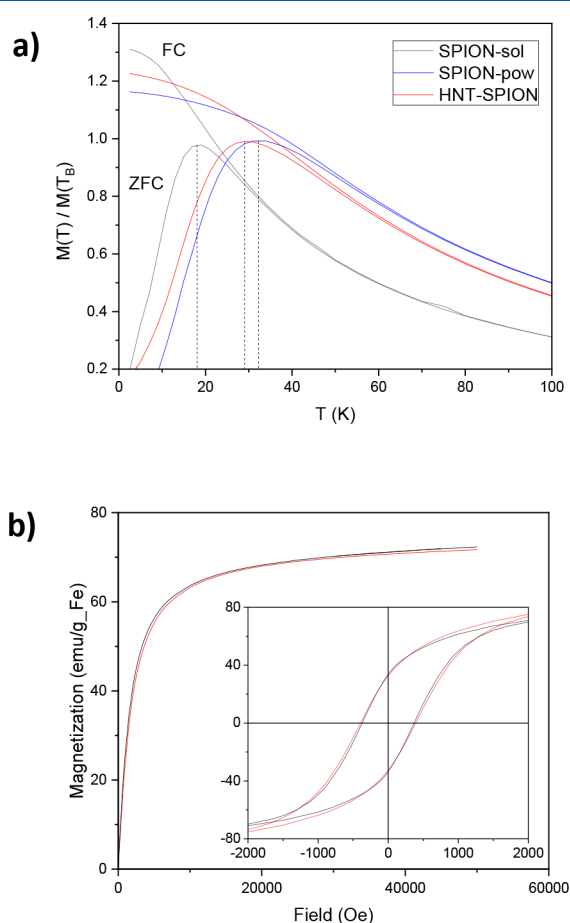 a)
1.4
1.2
1.0
0.8
0.6
0.4
0.2
M(T) / M(T_B)
FC
ZFC
SPION-sol
SPION-pow
HNT-SPION
0 20 40 60 80 100
T (K)
b)
80
60
40
20
0
Magnetization (emu/g_Fe)
80
40
0
-40
-80
-2000 -1000 0 1000 2000
0 20000 40000 60000
Field (Oe)